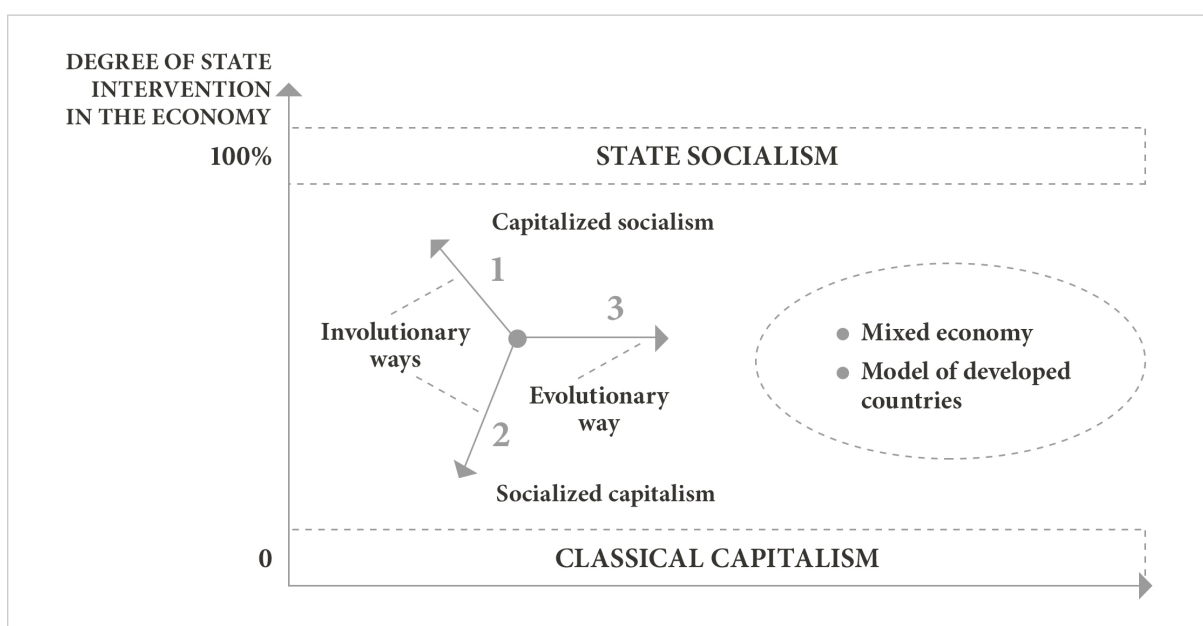 DEGREE OF STATE
INTERVENTION
IN THE ECONOMY
100%
STATE SOCIALISM
Capitalized socialism
1
3
Involutionary
ways
Mixed economy
Model of developed
countries
Evolutionary
way
2
Socialized capitalism
0
CLASSICAL CAPITALISM